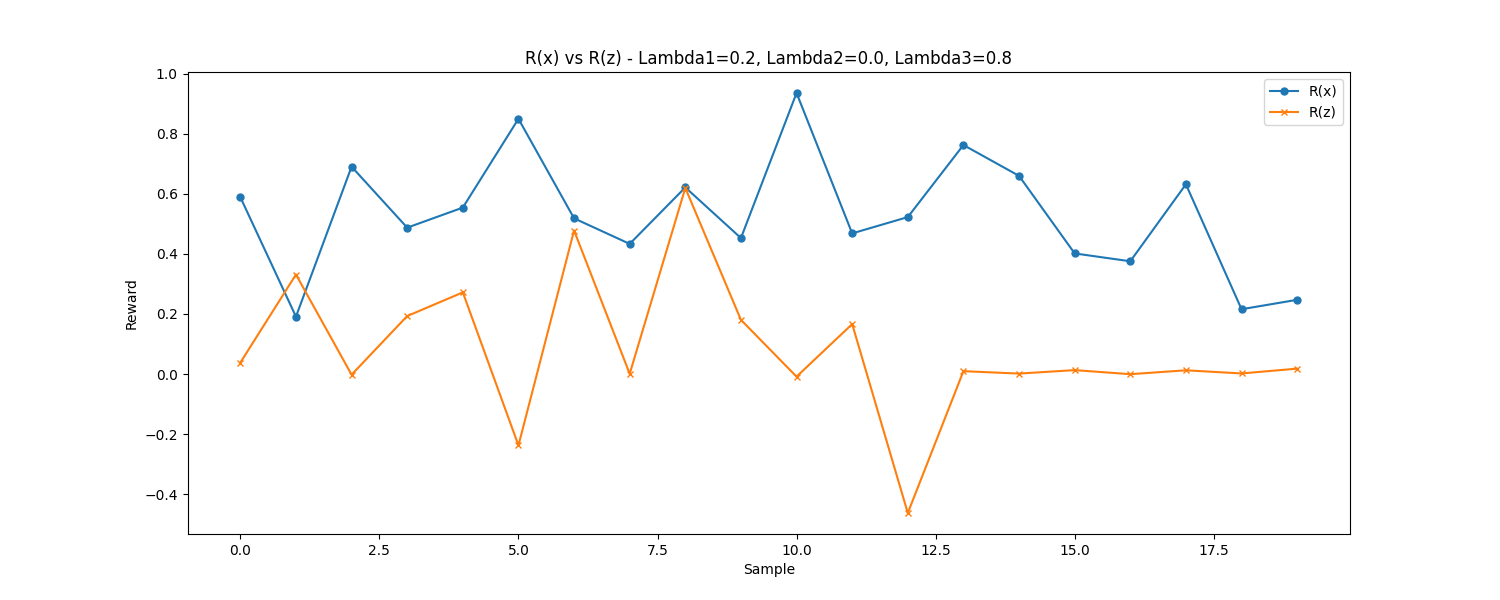 R(x) vs R(z) - Lambda1=0.2, Lambda2=0.0, Lambda3=0.8
R(x)
R(z)
1.0
0.8
0.6
0.4
0.2
0.0
−0.2
−0.4
Reward
0.0 2.5 5.0 7.5 10.0 12.5 15.0 17.5
Sample